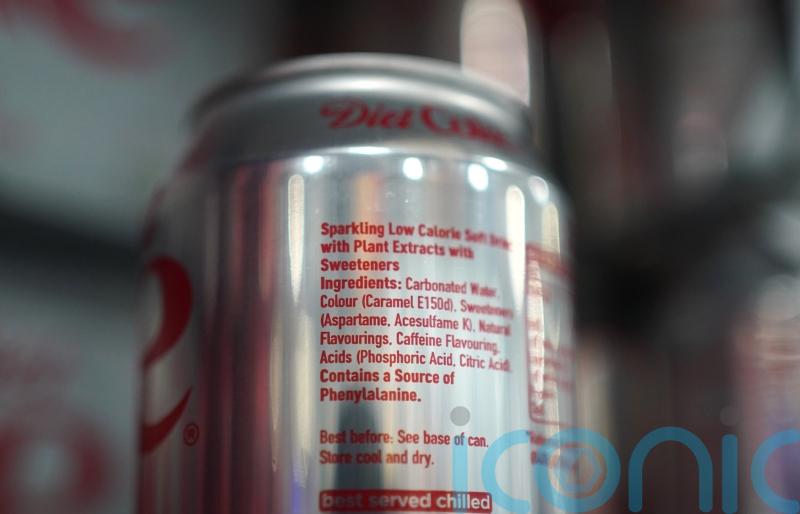 Diet Coke
Sparkling Low Calorie Soft Drink
with Plant Extracts with
Sweeteners
Ingredients: Carbonated Water,
Colour (Caramel E150d), Sweeteners
(Aspartame, Acesulfame K), Natural
Flavourings, Caffeine Flavouring,
Acids (Phosphoric Acid, Citric Acid).
Contains a Source of
Phenylalanine.
Best before: See base of can.
Store cool and dry.
best served chilled
e
®
iconic